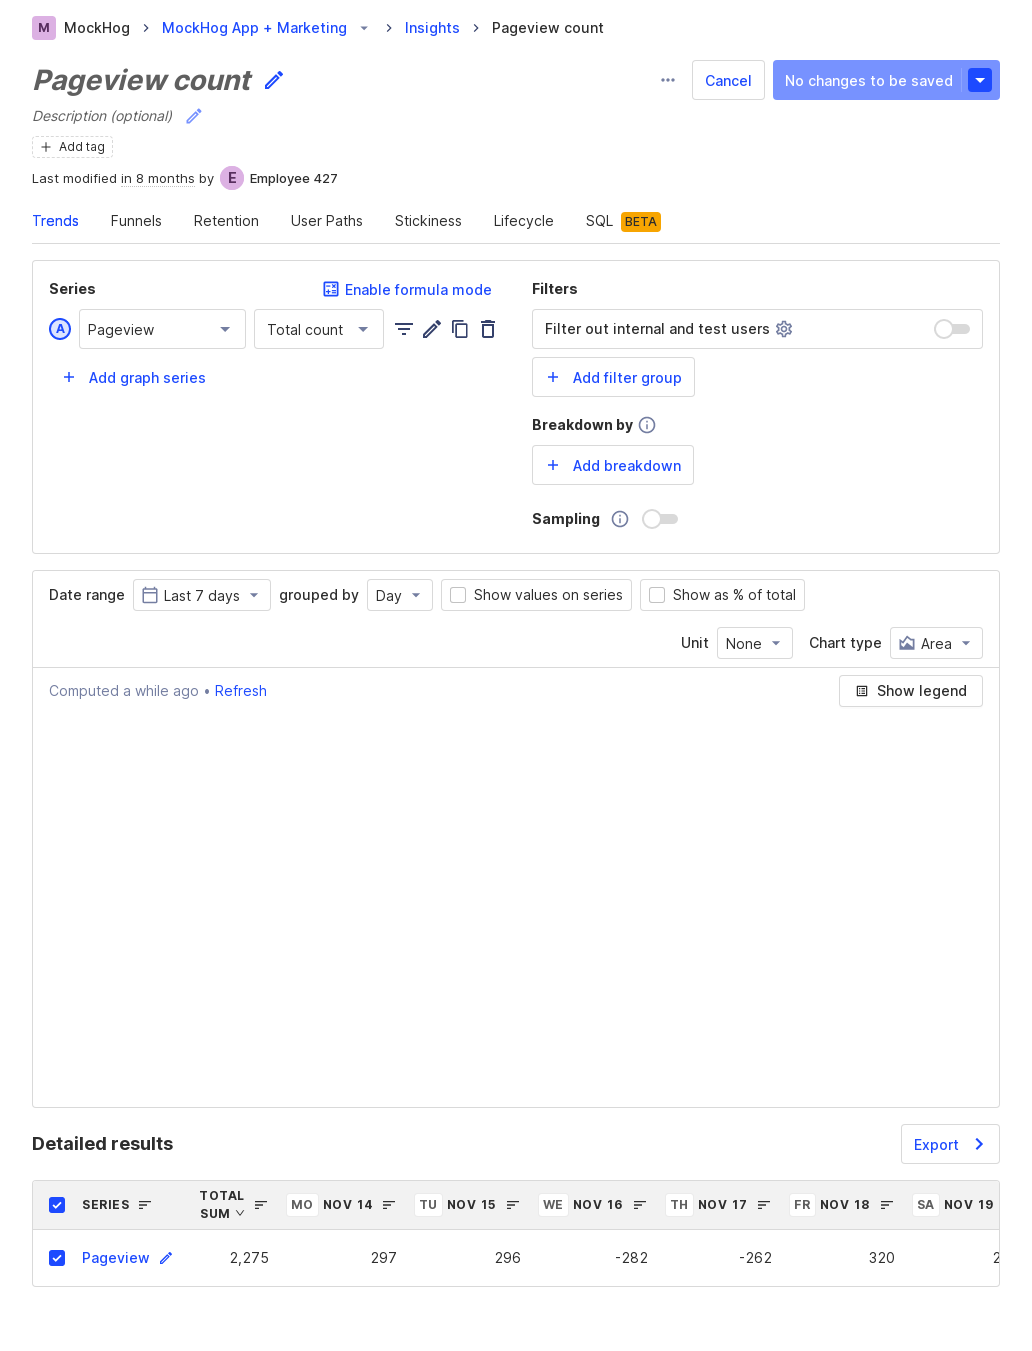 M MockHog > MockHog App + Marketing > Insights > Pageview count
Pageview count
Cancel
No changes to be saved
Description (optional)
Add tag
Last modified in 8 months by E Employee 427
Trends Funnels Retention User Paths Stickiness Lifecycle SQL BETA
Series
Enable formula mode
Filters
A Pageview Total count
Filter out internal and test users
Add graph series
Add filter group
Breakdown by
Add breakdown
Sampling
Date range Last 7 days grouped by Day Show values on series Show as % of total
Unit None Chart type Area
Computed a while ago • Refresh
Show legend
Detailed results
Export
SERIES TOTAL SUM MO NOV 14 TU NOV 15 WE NOV 16 TH NOV 17 FR NOV 18 SA NOV 19
Pageview 2,275 297 296 -282 -262 320